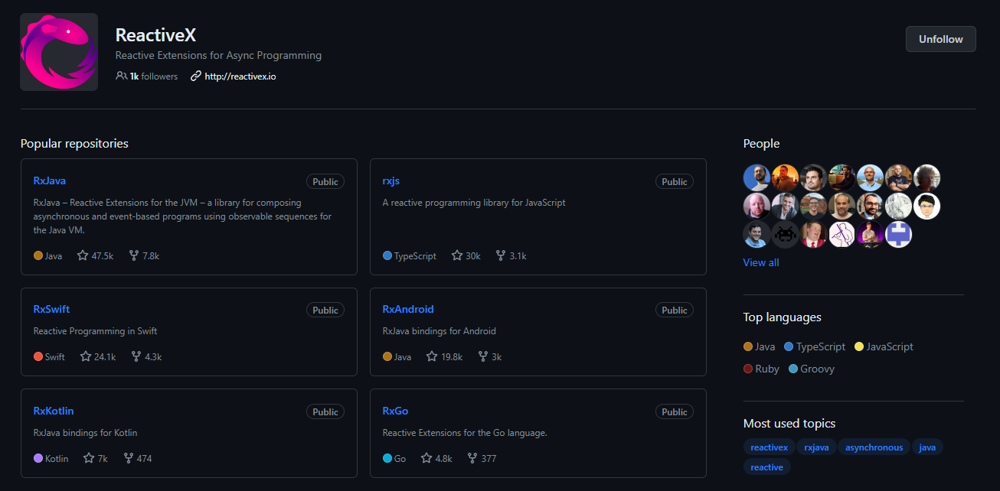 ReactiveX
Unfollow
Reactive Extensions for Async Programming
1k followers http://reactivex.io
Popular repositories
RxJava Public
RxJava – Reactive Extensions for the JVM – a library for composing
asynchronous and event-based programs using observable sequences for
the Java VM.
Java 47.5k 7.8k
rxjs Public
A reactive programming library for JavaScript
TypeScript 30k 3.1k
RxSwift Public
Reactive Programming in Swift
Swift 24.1k 4.3k
RxAndroid Public
RxJava bindings for Android
Java 19.8k 3k
RxKotlin Public
RxJava bindings for Kotlin
Kotlin 7k 474
RxGo Public
Reactive Extensions for the Go language.
Go 4.8k 377
People
View all
Top languages
Java TypeScript JavaScript
Ruby Groovy
Most used topics
reactivex rxjava asynchronous java
reactive